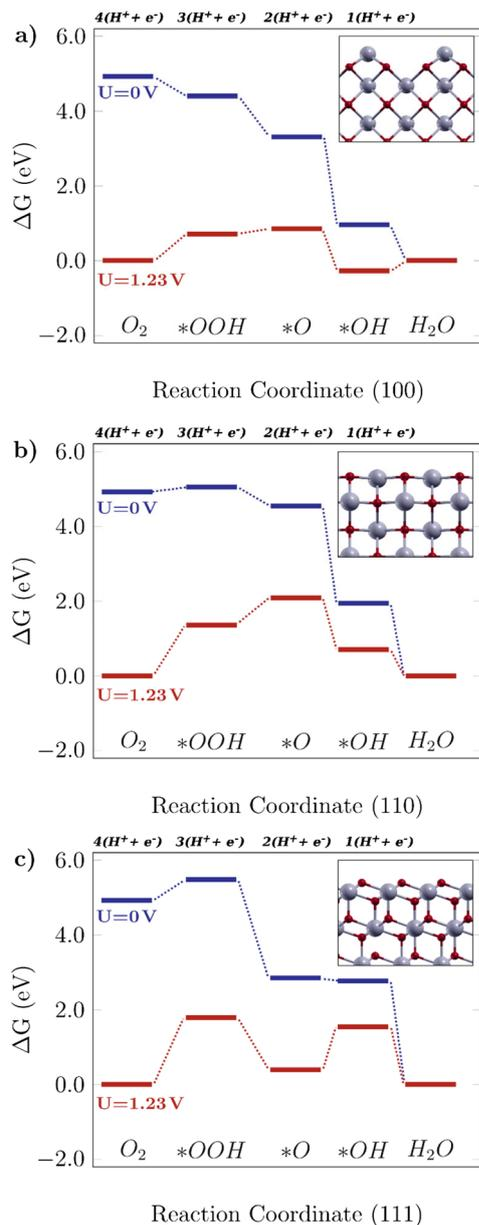 a)
4(H⁺+ e⁻) 3(H⁺+ e⁻) 2(H⁺+ e⁻) 1(H⁺+ e⁻)
6.0
U=0 V
4.0
ΔG (eV)
2.0
0.0
U=1.23 V
−2.0
O₂ *OOH *O *OH H₂O
Reaction Coordinate (100)
b)
4(H⁺+ e⁻) 3(H⁺+ e⁻) 2(H⁺+ e⁻) 1(H⁺+ e⁻)
6.0
U=0 V
4.0
ΔG (eV)
2.0
0.0
U=1.23 V
−2.0
O₂ *OOH *O *OH H₂O
Reaction Coordinate (110)
c)
4(H⁺+ e⁻) 3(H⁺+ e⁻) 2(H⁺+ e⁻) 1(H⁺+ e⁻)
6.0
U=0 V
4.0
ΔG (eV)
2.0
0.0
U=1.23 V
−2.0
O₂ *OOH *O *OH H₂O
Reaction Coordinate (111)